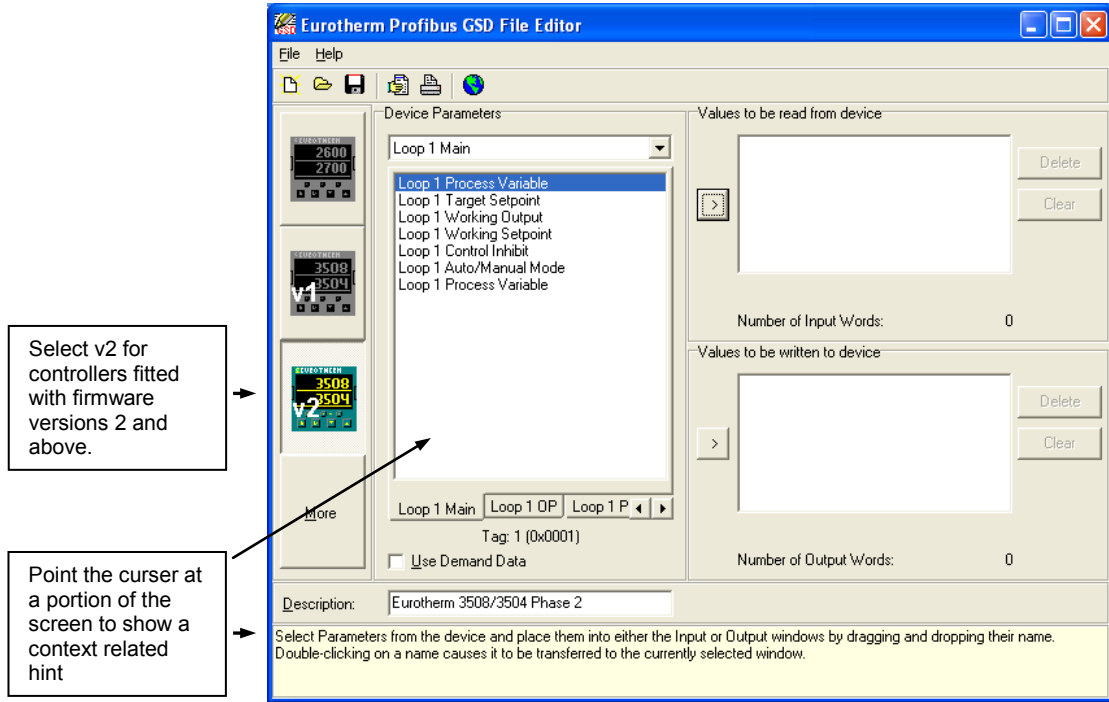 Eurotherm Profibus GSD File Editor
File Help
GSD
EUROTHERM
2600
2700
EUROTHERM
3508
3504
v1
EUROTHERM
3508
3504
v2
More
Device Parameters
Loop 1 Main
Loop 1 Process Variable
Loop 1 Target Setpoint
Loop 1 Working Output
Loop 1 Working Setpoint
Loop 1 Control Inhibit
Loop 1 Auto/Manual Mode
Loop 1 Process Variable
Loop 1 Main Loop 1 OP Loop 1 P
Tag: 1 (0x0001)
Use Demand Data
Values to be read from device
>
Delete
Clear
Number of Input Words: 0
Values to be written to device
>
Delete
Clear
Number of Output Words: 0
Description: Eurotherm 3508/3504 Phase 2
Select Parameters from the device and place them into either the Input or Output windows by dragging and dropping their name.
Double-clicking on a name causes it to be transferred to the currently selected window.
Select v2 for
controllers fitted
with firmware
versions 2 and
above.
Point the curser at
a portion of the
screen to show a
context related
hint